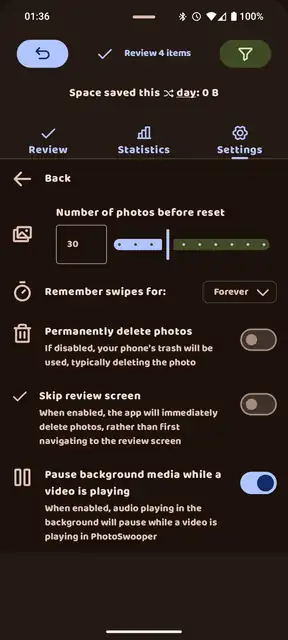 01:36
100%
Review 4 items
Space saved this day: 0 B
Review
Statistics
Settings
Back
Number of photos before reset
30
Remember swipes for:
Forever
Permanently delete photos
If disabled, your phone's trash will be
used, typically deleting the photo
Skip review screen
When enabled, the app will immediately
delete photos, rather than first
navigating to the review screen
Pause background media while a
video is playing
When enabled, audio playing in the
background will pause while a video is
playing in PhotoSwooper